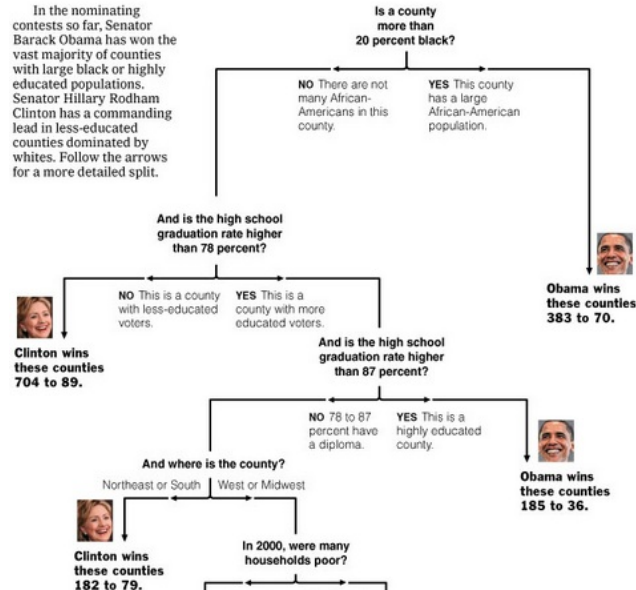 In the nominating
contests so far, Senator
Barack Obama has won the
vast majority of counties
with large black or highly
educated populations.
Senator Hillary Rodham
Clinton has a commanding
lead in less-educated
counties dominated by
whites. Follow the arrows
for a more detailed split.
Is a county
more than
20 percent black?
NO There are not
many African-
Americans in this
county.
YES This county
has a large
African-American
population.
And is the high school
graduation rate higher
than 78 percent?
Obama wins
these counties
383 to 70.
NO This is a county
with less-educated
voters.
YES This is a
county with more
educated voters.
Clinton wins
these counties
704 to 89.
And is the high school
graduation rate higher
than 87 percent?
NO 78 to 87
percent have
a diploma.
YES This is a
highly educated
county.
Obama wins
these counties
185 to 36.
And where is the county?
Northeast or South
West or Midwest
Clinton wins
these counties
182 to 79.
In 2000, were many
households poor?